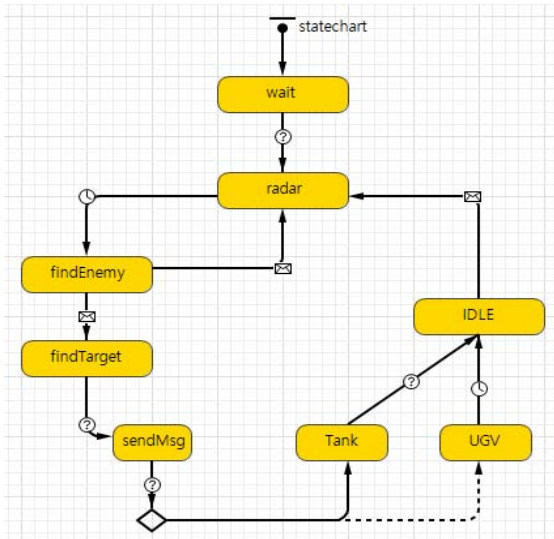 statechart
wait
radar
findEnemy
IDLE
findTarget
sendMsg
Tank
UGV